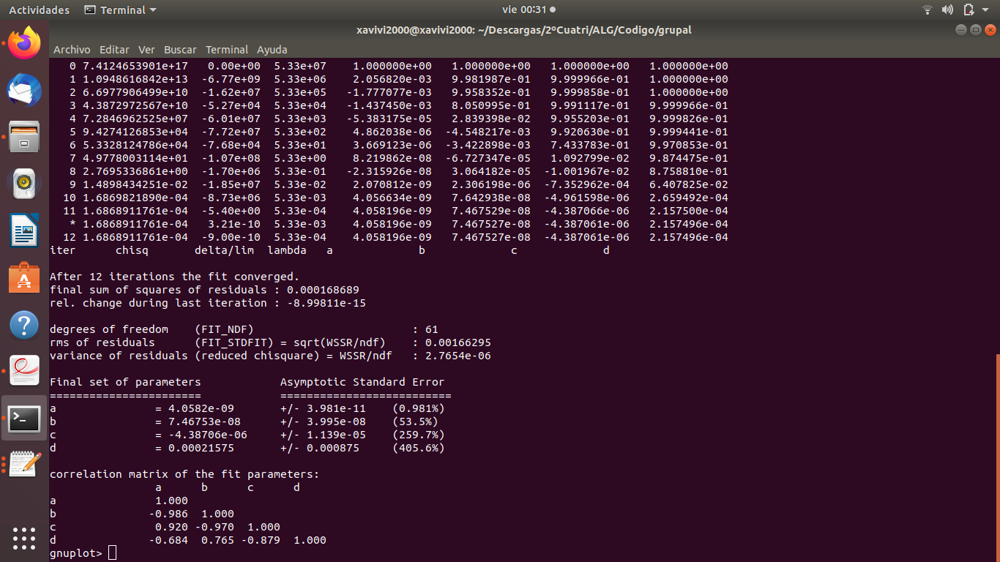 Actividades Terminal vie 00:31
xavivi2000@xavivi2000: ~/Descargas/2ºCuatri/ALG/Codigo/grupal
Archivo Editar Ver Buscar Terminal Ayuda
0 7.4124653901e+17 0.00e+00 5.33e+07 1.000000e+00 1.000000e+00 1.000000e+00 1.000000e+00
1 1.0948616842e+13 -6.77e+09 5.33e+06 2.056820e-03 9.981987e-01 9.999966e-01 1.000000e+00
2 6.6977906499e+10 -1.62e+07 5.33e+05 -1.777077e-03 9.958352e-01 9.999858e-01 1.000000e+00
3 4.3872972567e+10 -5.27e+04 5.33e+04 -1.437450e-03 8.050995e-01 9.991117e-01 9.999966e-01
4 7.2846962525e+07 -6.01e+07 5.33e+03 -5.383175e-05 2.839398e-02 9.955203e-01 9.999826e-01
5 9.4274126853e+04 -7.72e+07 5.33e+02 4.862038e-06 -4.548217e-03 9.920630e-01 9.999441e-01
6 5.3328124786e+04 -7.68e+04 5.33e+01 3.669123e-06 -3.422898e-03 7.433783e-01 9.970853e-01
7 4.9778003114e+01 -1.07e+08 5.33e+00 8.219862e-08 -6.727347e-05 1.092799e-02 9.874475e-01
8 2.7695336861e+00 -1.70e+06 5.33e-01 -2.315926e-08 3.064182e-05 -1.001967e-02 8.758810e-01
9 1.4898434251e-02 -1.85e+07 5.33e-02 2.070812e-09 2.306198e-06 -7.352962e-04 6.407825e-02
10 1.6869821890e-04 -8.73e+06 5.33e-03 4.056634e-09 7.642938e-08 -4.961598e-06 2.659492e-04
11 1.6868911761e-04 -5.40e+00 5.33e-04 4.058196e-09 7.467529e-08 -4.387066e-06 2.157500e-04
* 1.6868911761e-04 3.21e-10 5.33e-03 4.058196e-09 7.467527e-08 -4.387061e-06 2.157496e-04
12 1.6868911761e-04 -9.00e-10 5.33e-04 4.058196e-09 7.467527e-08 -4.387061e-06 2.157496e-04
iter chisq delta/lim lambda a b c d
After 12 iterations the fit converged.
final sum of squares of residuals : 0.000168689
rel. change during last iteration : -8.99811e-15
degrees of freedom (FIT_NDF) : 61
rms of residuals (FIT_STDFIT) = sqrt(WSSR/ndf) : 0.00166295
variance of residuals (reduced chisquare) = WSSR/ndf : 2.7654e-06
Final set of parameters Asymptotic Standard Error
======================= ==========================
a = 4.0582e-09 +/- 3.981e-11 (0.981%)
b = 7.46753e-08 +/- 3.995e-08 (53.5%)
c = -4.38706e-06 +/- 1.139e-05 (259.7%)
d = 0.00021575 +/- 0.000875 (405.6%)
correlation matrix of the fit parameters:
a b c d
a 1.000
b -0.986 1.000
c 0.920 -0.970 1.000
d -0.684 0.765 -0.879 1.000
gnuplot>